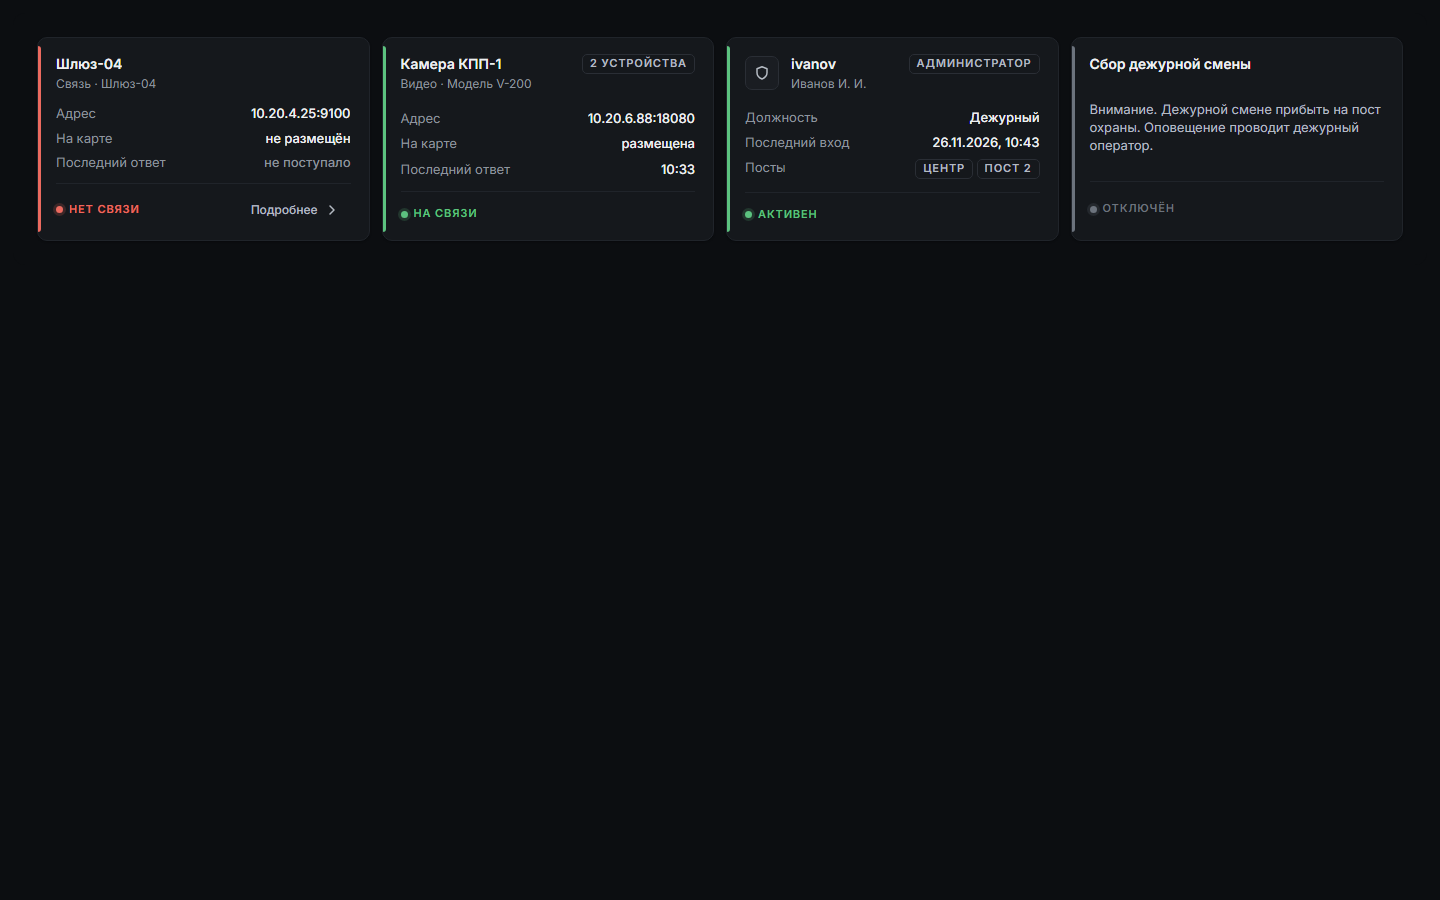 Шлюз-04
Связь · Шлюз-04
Адрес 10.20.4.25:9100
На карте не размещён
Последний ответ не поступало
НЕТ СВЯЗИ Подробнее
Камера КПП-1 2 УСТРОЙСТВА
Видео · Модель V-200
Адрес 10.20.6.88:18080
На карте размещена
Последний ответ 10:33
НА СВЯЗИ
ivanov АДМИНИСТРАТОР
Иванов И. И.
Должность Дежурный
Последний вход 26.11.2026, 10:43
Посты ЦЕНТР ПОСТ 2
АКТИВЕН
Сбор дежурной смены
Внимание. Дежурной смене прибыть на пост
охраны. Оповещение проводит дежурный
оператор.
ОТКЛЮЧЁН